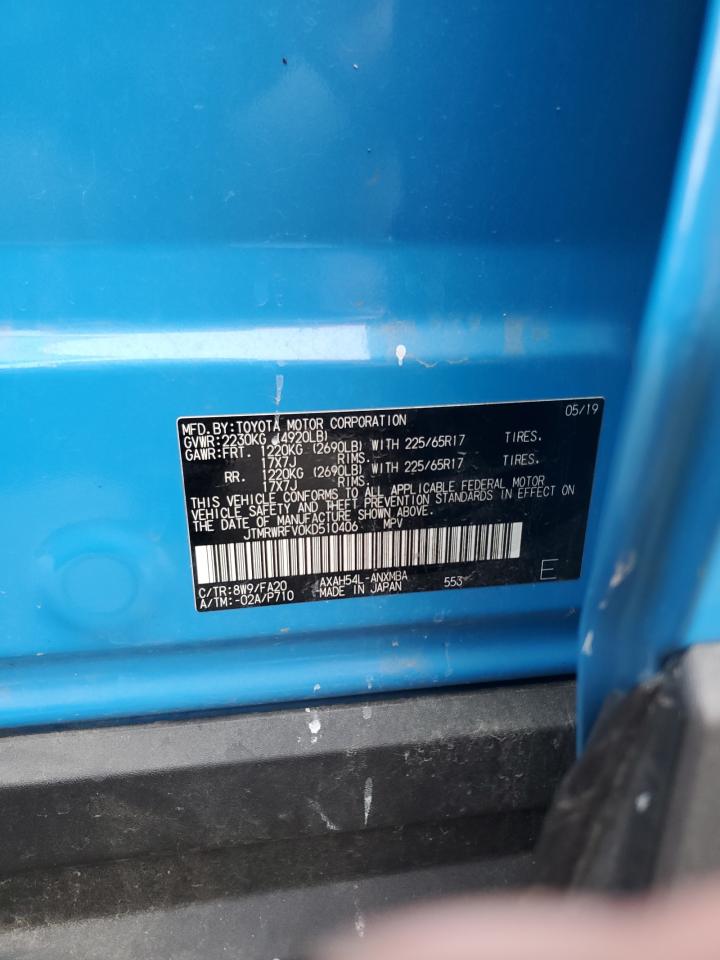 MFD. BY: TOYOTA MOTOR CORPORATION 05/19
GVWR: 2230KG (4920LB)
GAWR: FRT. 1220KG (2690LB) WITH 225/65R17 TIRES.
17X7J RIMS.
RR. 1220KG (2690LB) WITH 225/65R17 TIRES.
17X7J RIMS.
THIS VEHICLE CONFORMS TO ALL APPLICABLE FEDERAL MOTOR
VEHICLE SAFETY AND THEFT PREVENTION STANDARDS IN EFFECT ON
THE DATE OF MANUFACTURE SHOWN ABOVE.
JTMRWRFV0KD510406 MPV
C/TR: 8W9/FA20 AXAH54L-ANXMBA 553 E
A/TM: -02A/P710 MADE IN JAPAN